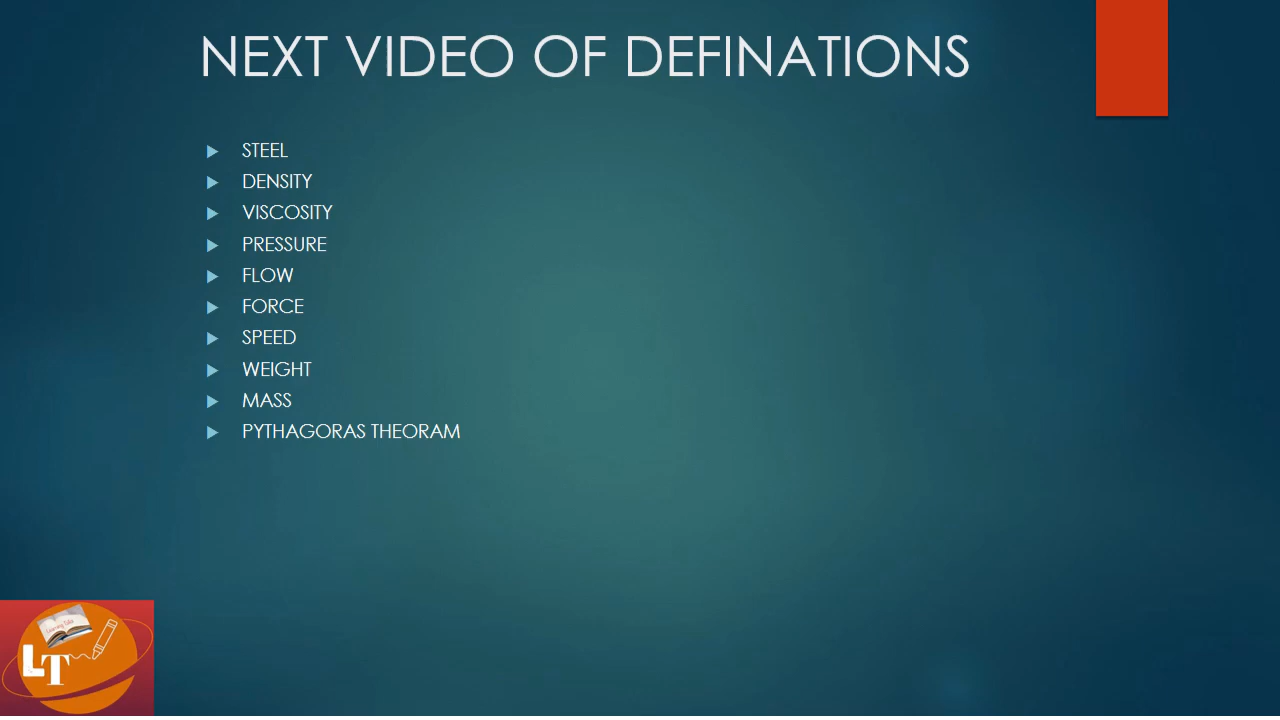 NEXT VIDEO OF DEFINATIONS
STEEL
DENSITY
VISCOSITY
PRESSURE
FLOW
FORCE
SPEED
WEIGHT
MASS
PYTHAGORAS THEORAM
LT